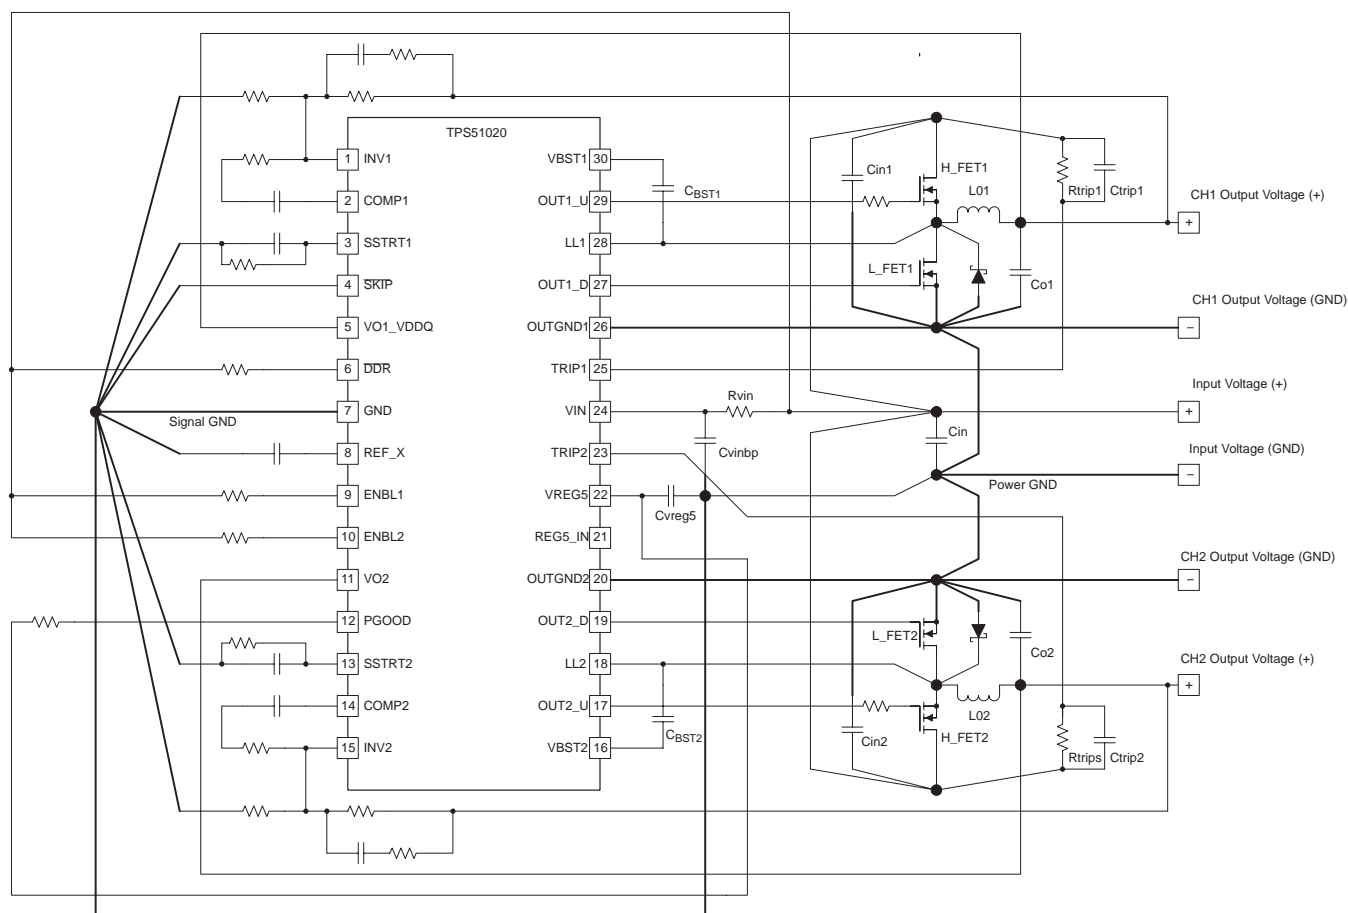 TPS51020
1 INV1
2 COMP1
3 SSTRT1
4 SKIP
5 VO1_VDDQ
6 DDR
7 GND
8 REF_X
9 ENBL1
10 ENBL2
11 VO2
12 PGOOD
13 SSTRT2
14 COMP2
15 INV2
Signal GND
VBST1 30
OUT1_U 29
LL1 28
OUT1_D 27
OUTGND1 26
TRIP1 25
VIN 24
TRIP2 23
VREG5 22
REG5_IN 21
OUTGND2 20
OUT2_D 19
LL2 18
OUT2_U 17
VBST2 16
CBST1
Cin1
H_FET1
L01
Rtrip1
Ctrip1
L_FET1
Co1
Rvin
Cvinbp
Cin
Cvreg5
Power GND
L_FET2
Co2
L02
CBST2
Cin2
H_FET2
Rtrips
Ctrip2
CH1 Output Voltage (+)
+
CH1 Output Voltage (GND)
−
Input Voltage (+)
+
Input Voltage (GND)
−
CH2 Output Voltage (GND)
−
CH2 Output Voltage (+)
+